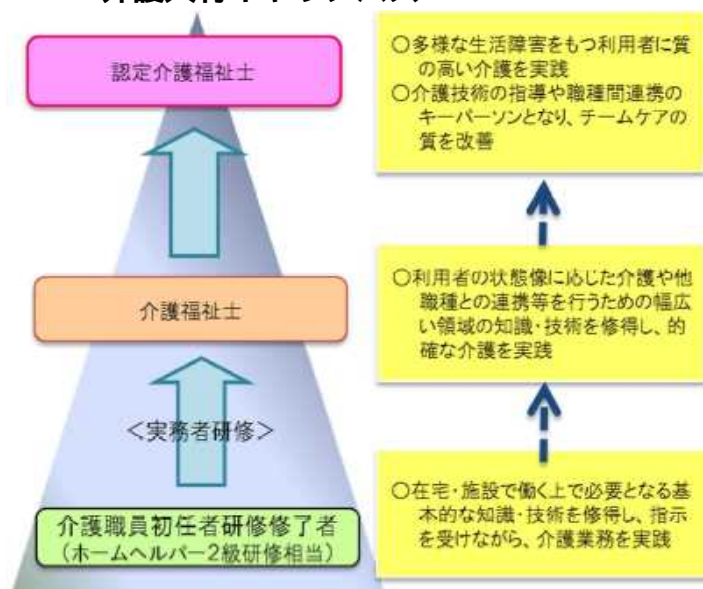 認定介護福祉士
介護福祉士
<実務者研修>
介護職員初任者研修修了者
(ホームヘルパー2級研修相当)
○多様な生活障害をもつ利用者に質
の高い介護を実践
○介護技術の指導や職種間連携の
キーパーソンとなり、チームケアの
質を改善
○利用者の状態像に応じた介護や他
職種との連携等を行うための幅広
い領域の知識・技術を修得し、的
確な介護を実践
○在宅・施設で働く上で必要となる基
本的な知識・技術を修得し、指示
を受けながら、介護業務を実践